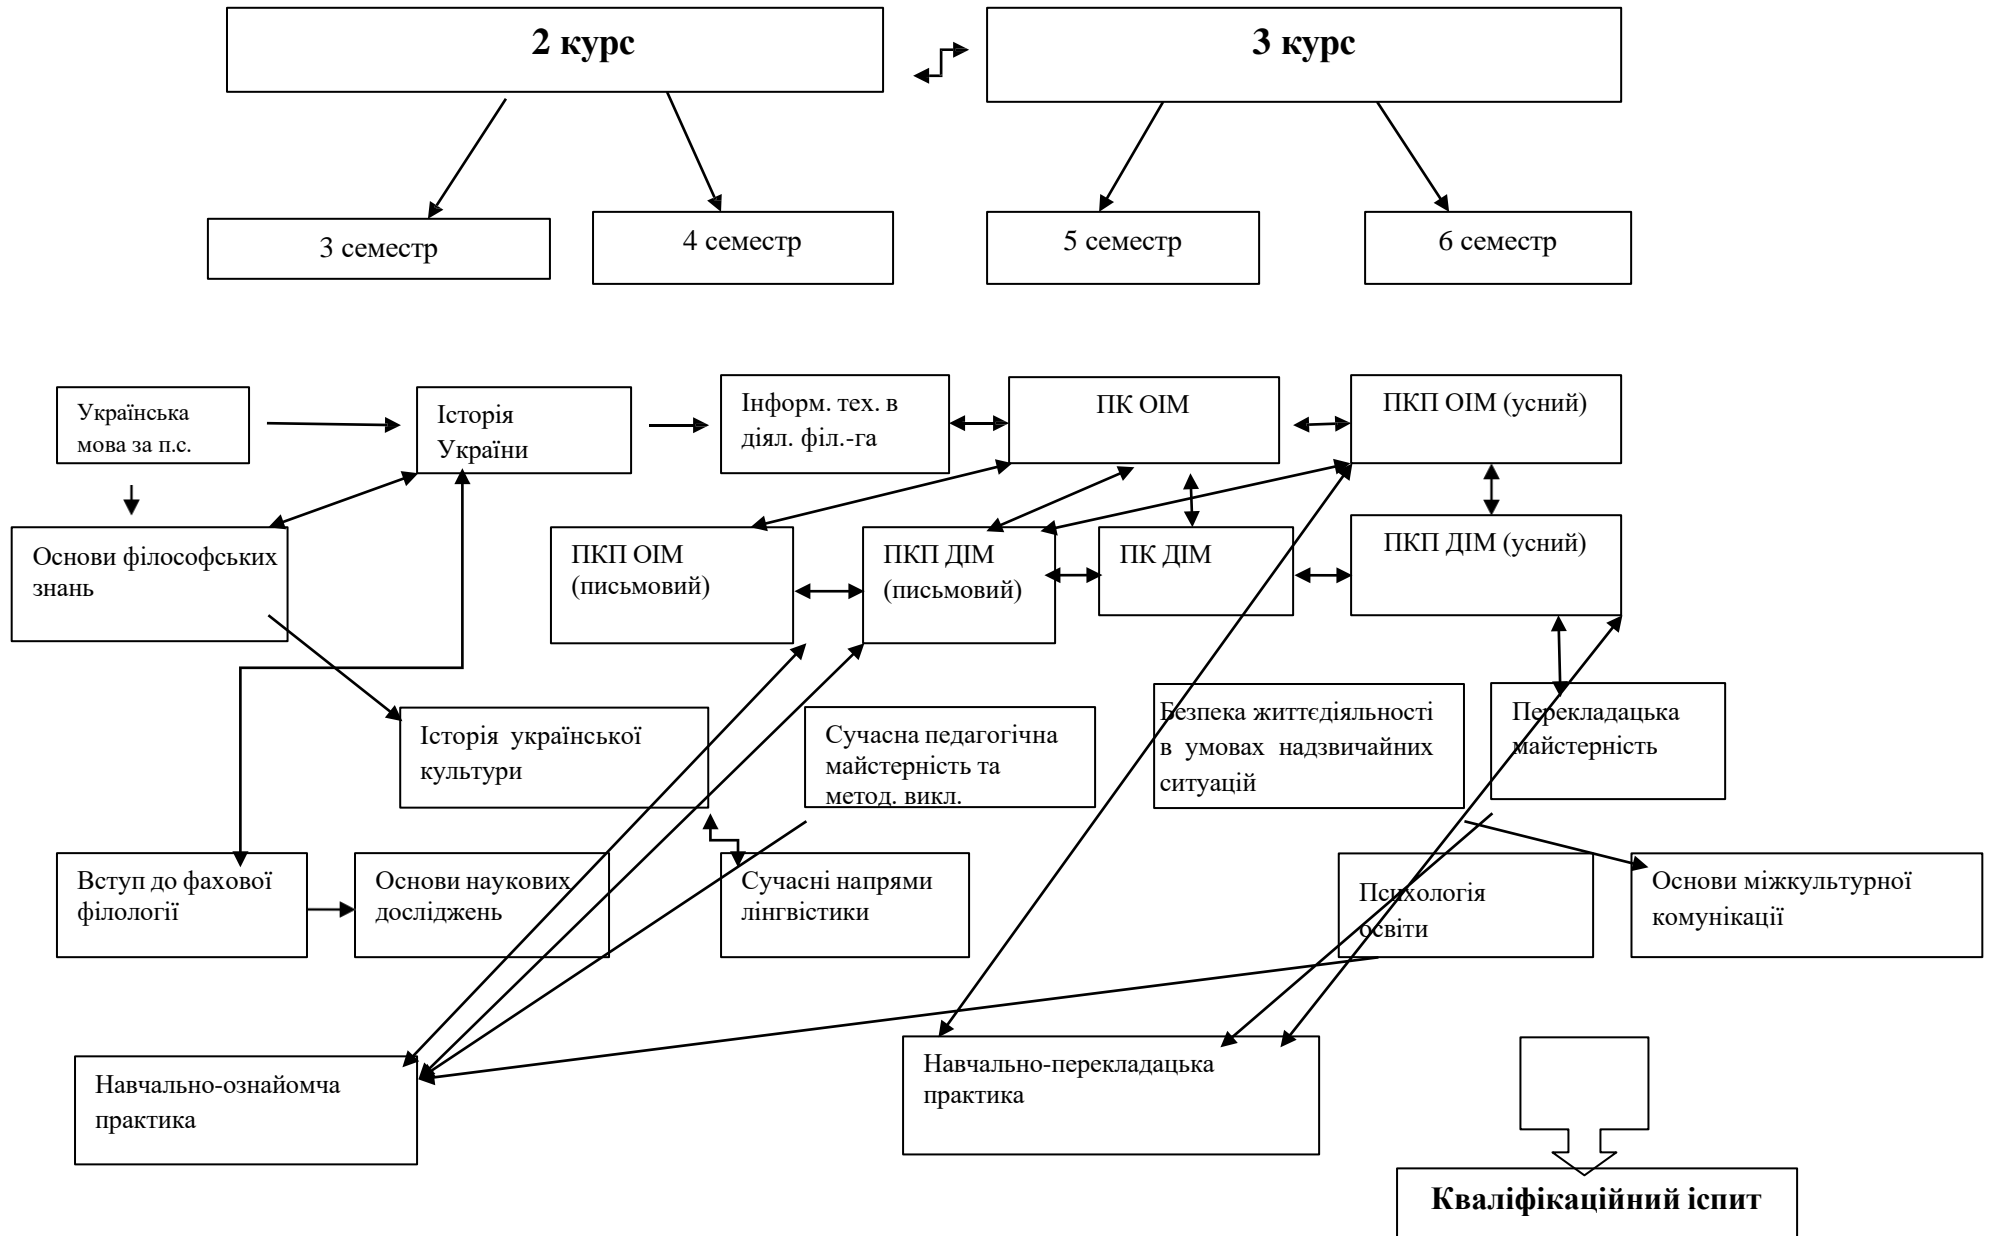 2 курс
3 курс
3 семестр
4 семестр
5 семестр
6 семестр
Українська
мова за п.с.
Історія
України
Інформ. тех. в
діял. філ.-га
ПК ОІМ
ПКП ОІМ (усний)
Основи філософських
знань
ПКП ОІМ
(письмовий)
ПКП ДІМ
(письмовий)
ПК ДІМ
ПКП ДІМ (усний)
Історія української
культури
Сучасна педагогічна
майстерність та
метод. викл.
Безпека життєдіяльності
в умовах надзвичайних
ситуацій
Перекладацька
майстерність
Вступ до фахової
філології
Основи наукових
досліджень
Сучасні напрями
лінгвістики
Психологія
освіти
Основи міжкультурної
комунікації
Навчально-ознайомча
практика
Навчально-перекладацька
практика
Кваліфікаційний іспит